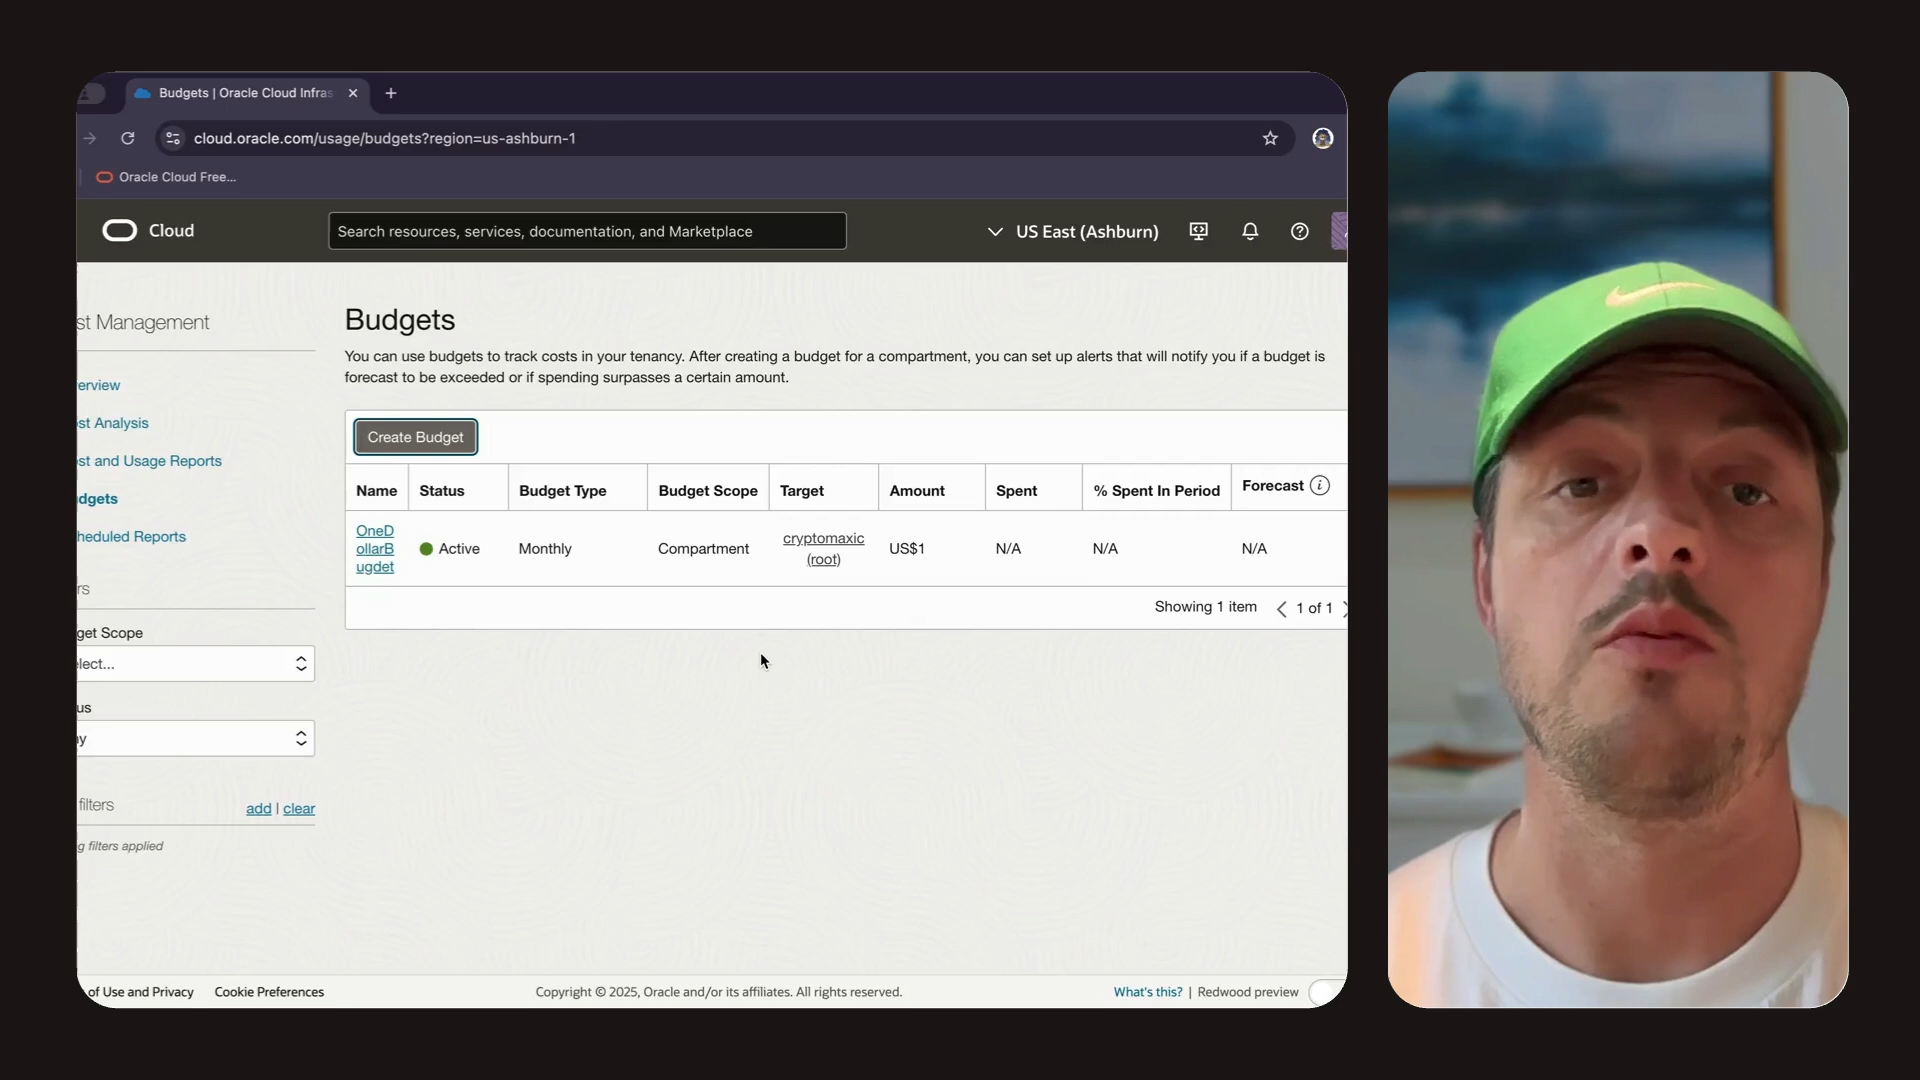 Budgets | Oracle Cloud Infras
cloud.oracle.com/usage/budgets?region=us-ashburn-1
Oracle Cloud Free...
Cloud
Search resources, services, documentation, and Marketplace
US East (Ashburn)
st Management
erview
st Analysis
st and Usage Reports
dgets
heduled Reports
rs
get Scope
elect...
us
y
filters
add | clear
g filters applied
Budgets
You can use budgets to track costs in your tenancy. After creating a budget for a compartment, you can set up alerts that will notify you if a budget is
forecast to be exceeded or if spending surpasses a certain amount.
Create Budget
Name Status Budget Type Budget Scope Target Amount Spent % Spent In Period Forecast
OneD
ollarB
ugdet
Active Monthly Compartment cryptomaxic
(root)
US$1 N/A N/A N/A
Showing 1 item 1 of 1
of Use and Privacy Cookie Preferences Copyright © 2025, Oracle and/or its affiliates. All rights reserved. What's this? | Redwood preview